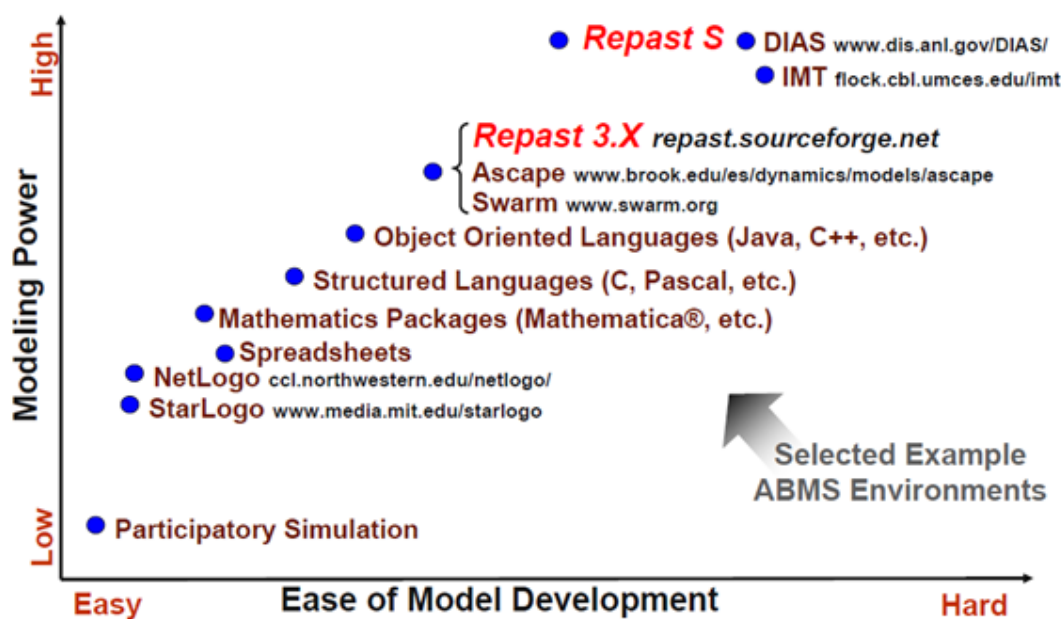 High
Modeling Power
Low
Repast S
DIAS www.dis.anl.gov/DIAS/
IMT flock.cbl.umces.edu/imt
Repast 3.X repast.sourceforge.net
Ascape www.brook.edu/es/dynamics/models/ascape
Swarm www.swarm.org
Object Oriented Languages (Java, C++, etc.)
Structured Languages (C, Pascal, etc.)
Mathematics Packages (Mathematica®, etc.)
Spreadsheets
NetLogo ccl.northwestern.edu/netlogo/
StarLogo www.media.mit.edu/starlogo
Selected Example
ABMS Environments
Participatory Simulation
Easy
Ease of Model Development
Hard